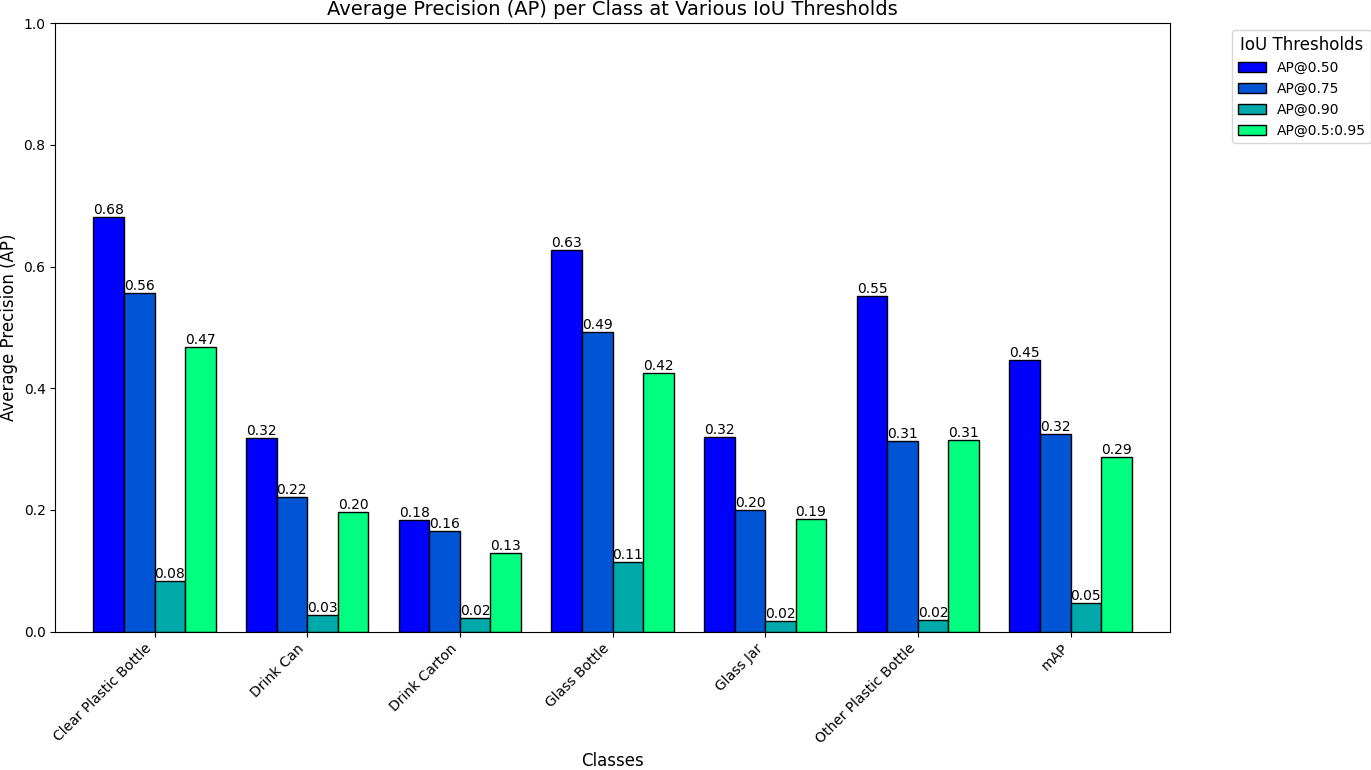 Average Precision (AP) per Class at Various IoU Thresholds
IoU Thresholds
AP@0.50
AP@0.75
AP@0.90
AP@0.5:0.95
Average Precision (AP)
1.0
0.8
0.6
0.4
0.2
0.0
0.68 0.56 0.08 0.47
0.32 0.22 0.03 0.20
0.18 0.16 0.02 0.13
0.63 0.49 0.11 0.42
0.32 0.20 0.02 0.19
0.55 0.31 0.02 0.31
0.45 0.32 0.05 0.29
Clear Plastic Bottle
Drink Can
Drink Carton
Glass Bottle
Glass Jar
Other Plastic Bottle
mAP
Classes